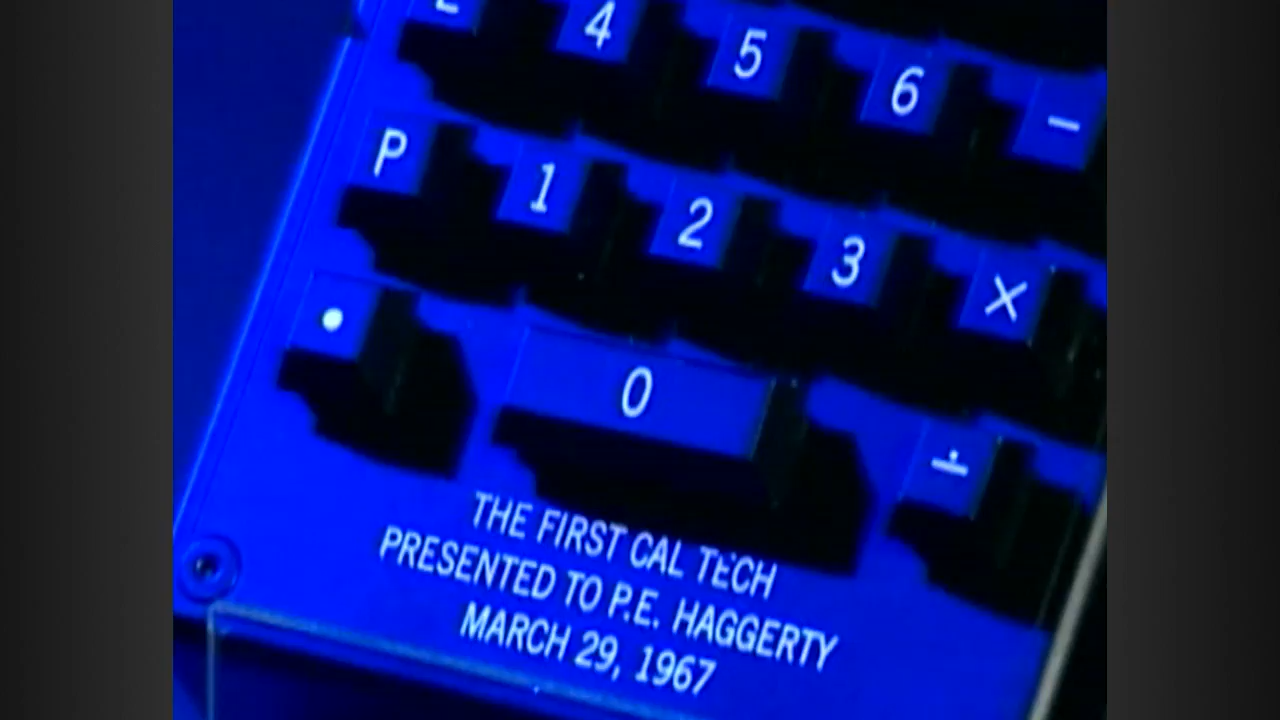 4 5 6 −
P 1 2 3 ×
• 0 ÷
THE FIRST CAL TECH
PRESENTED TO P.E. HAGGERTY
MARCH 29, 1967